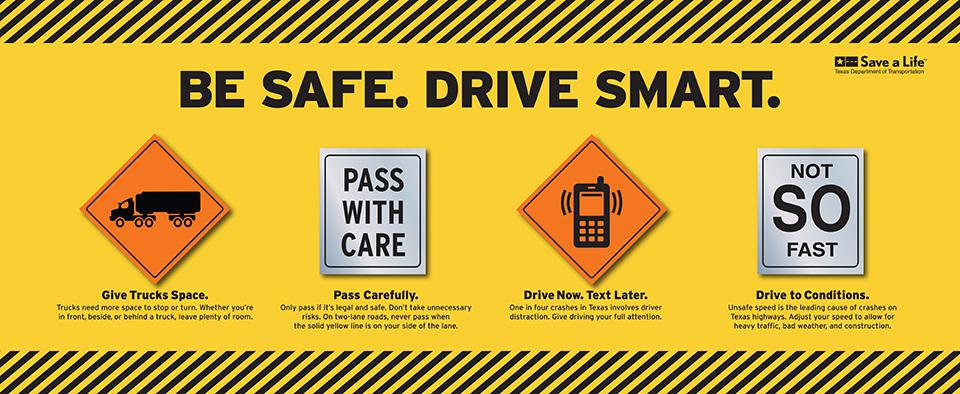 Save a Life™
Texas Department of Transportation
BE SAFE. DRIVE SMART.
Give Trucks Space.
Trucks need more space to stop or turn. Whether you're
in front, beside, or behind a truck, leave plenty of room.
PASS
WITH
CARE
Pass Carefully.
Only pass if it's legal and safe. Don't take unnecessary
risks. On two-lane roads, never pass when
the solid yellow line is on your side of the lane.
Drive Now. Text Later.
One in four crashes in Texas involves driver
distraction. Give driving your full attention.
NOT
SO
FAST
Drive to Conditions.
Unsafe speed is the leading cause of crashes on
Texas highways. Adjust your speed to allow for
heavy traffic, bad weather, and construction.